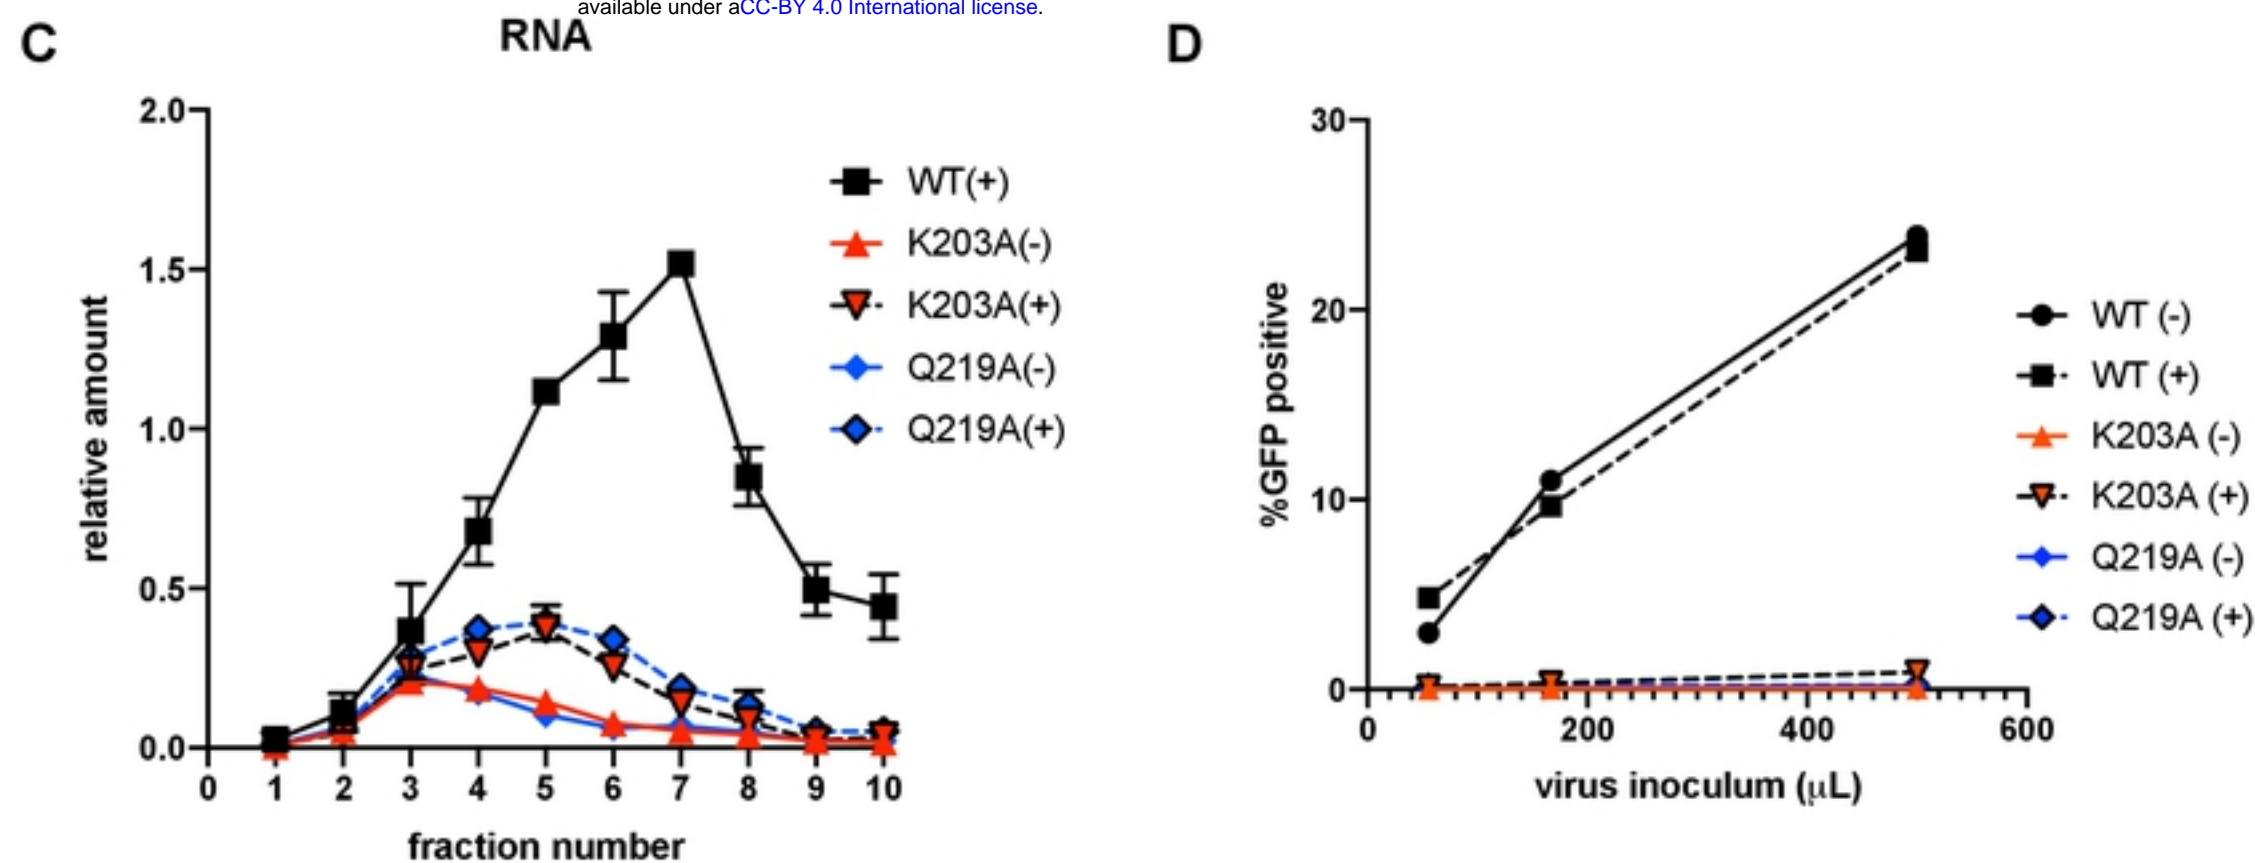 available under aCC-BY 4.0 International license.
C
RNA
2.0
1.5
1.0
0.5
0.0
relative amount
0 1 2 3 4 5 6 7 8 9 10
fraction number
WT(+)
K203A(-)
K203A(+)
Q219A(-)
Q219A(+)
D
30
20
10
0
%GFP positive
0 200 400 600
virus inoculum (μL)
WT (-)
WT (+)
K203A (-)
K203A (+)
Q219A (-)
Q219A (+)